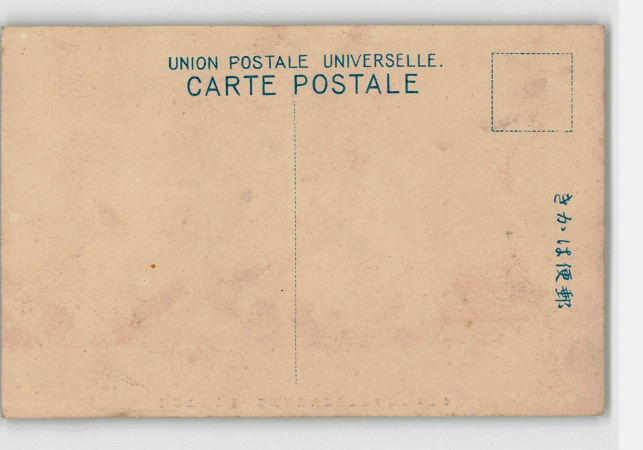 UNION POSTALE UNIVERSELLE.
CARTE POSTALE
きかは便郵